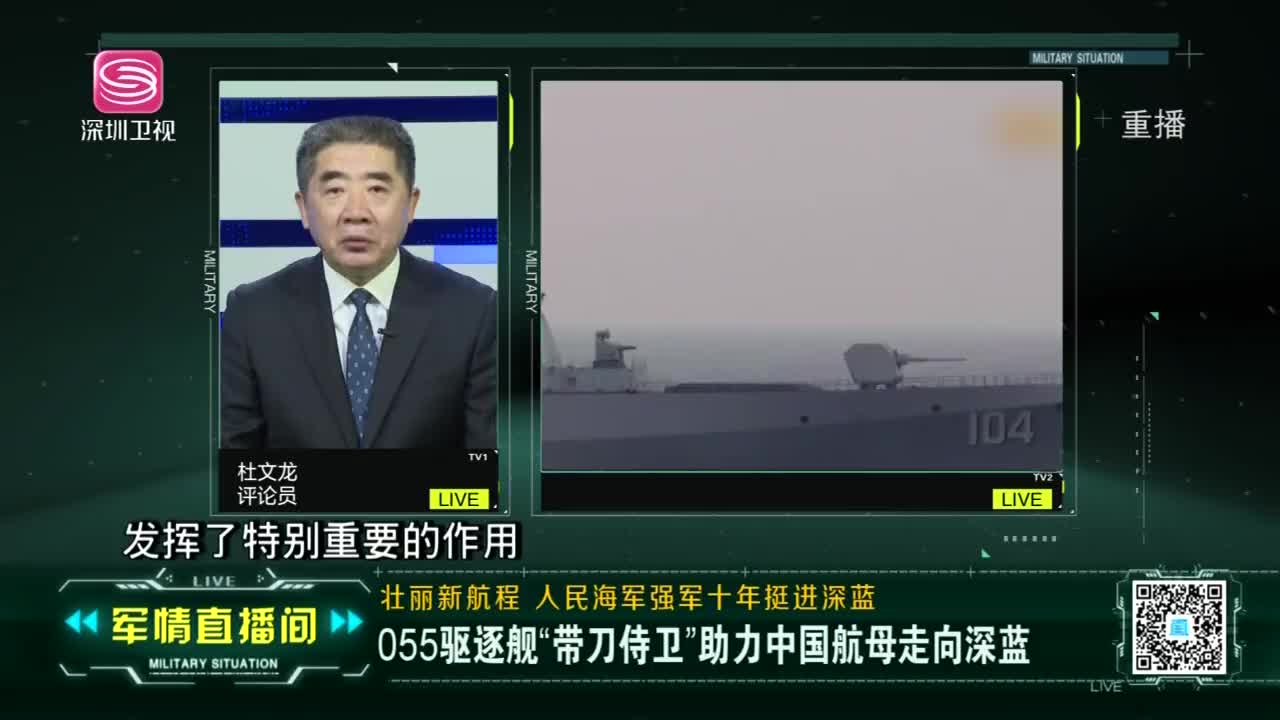 MILITARY SITUATION
深圳卫视
重播
MILITARY
MILITARY
104
TV1
杜文龙
评论员
LIVE
TV2
LIVE
发挥了特别重要的作用
LIVE
军情直播间
MILITARY SITUATION
壮丽新航程 人民海军强军十年挺进深蓝
055驱逐舰“带刀侍卫”助力中国航母走向深蓝
LIVE